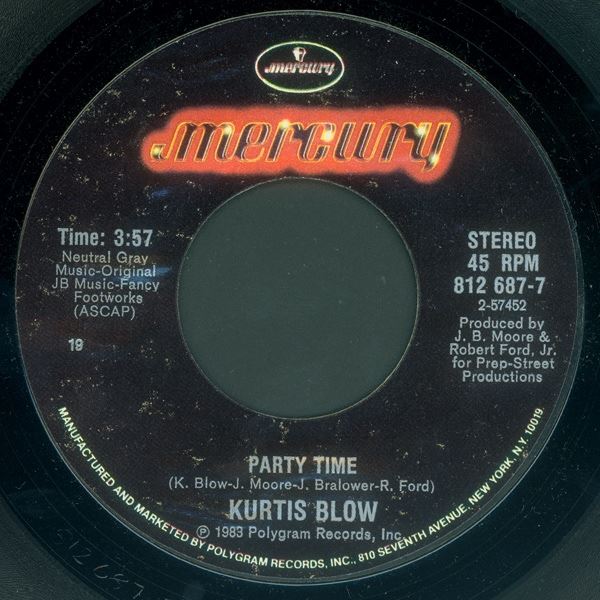 mercury
mercury
Time: 3:57
Neutral Gray
Music-Original
JB Music-Fancy
Footworks
(ASCAP)
19
STEREO
45 RPM
812 687-7
2-57452
Produced by
J. B. Moore &
Robert Ford, Jr.
for Prep-Street
Productions
PARTY TIME
(K. Blow-J. Moore-J. Bralower-R. Ford)
KURTIS BLOW
℗ 1983 Polygram Records, Inc.
MANUFACTURED AND MARKETED BY POLYGRAM RECORDS, INC., 810 SEVENTH AVENUE, NEW YORK, N.Y. 10019.